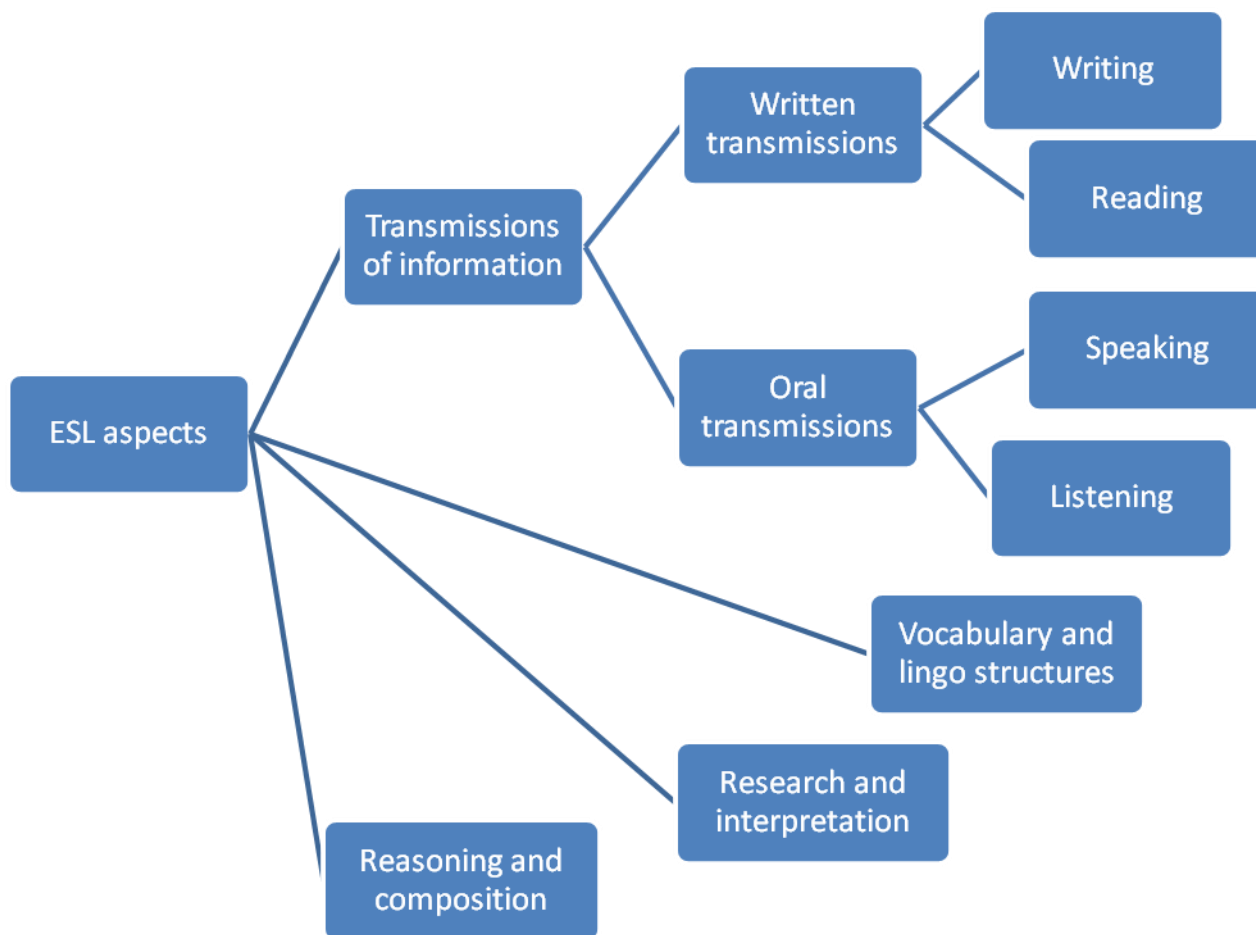 Writing
Written
transmissions
Reading
Transmissions
of information
Speaking
Oral
transmissions
ESL aspects
Listening
Vocabulary and
lingo structures
Research and
interpretation
Reasoning and
composition